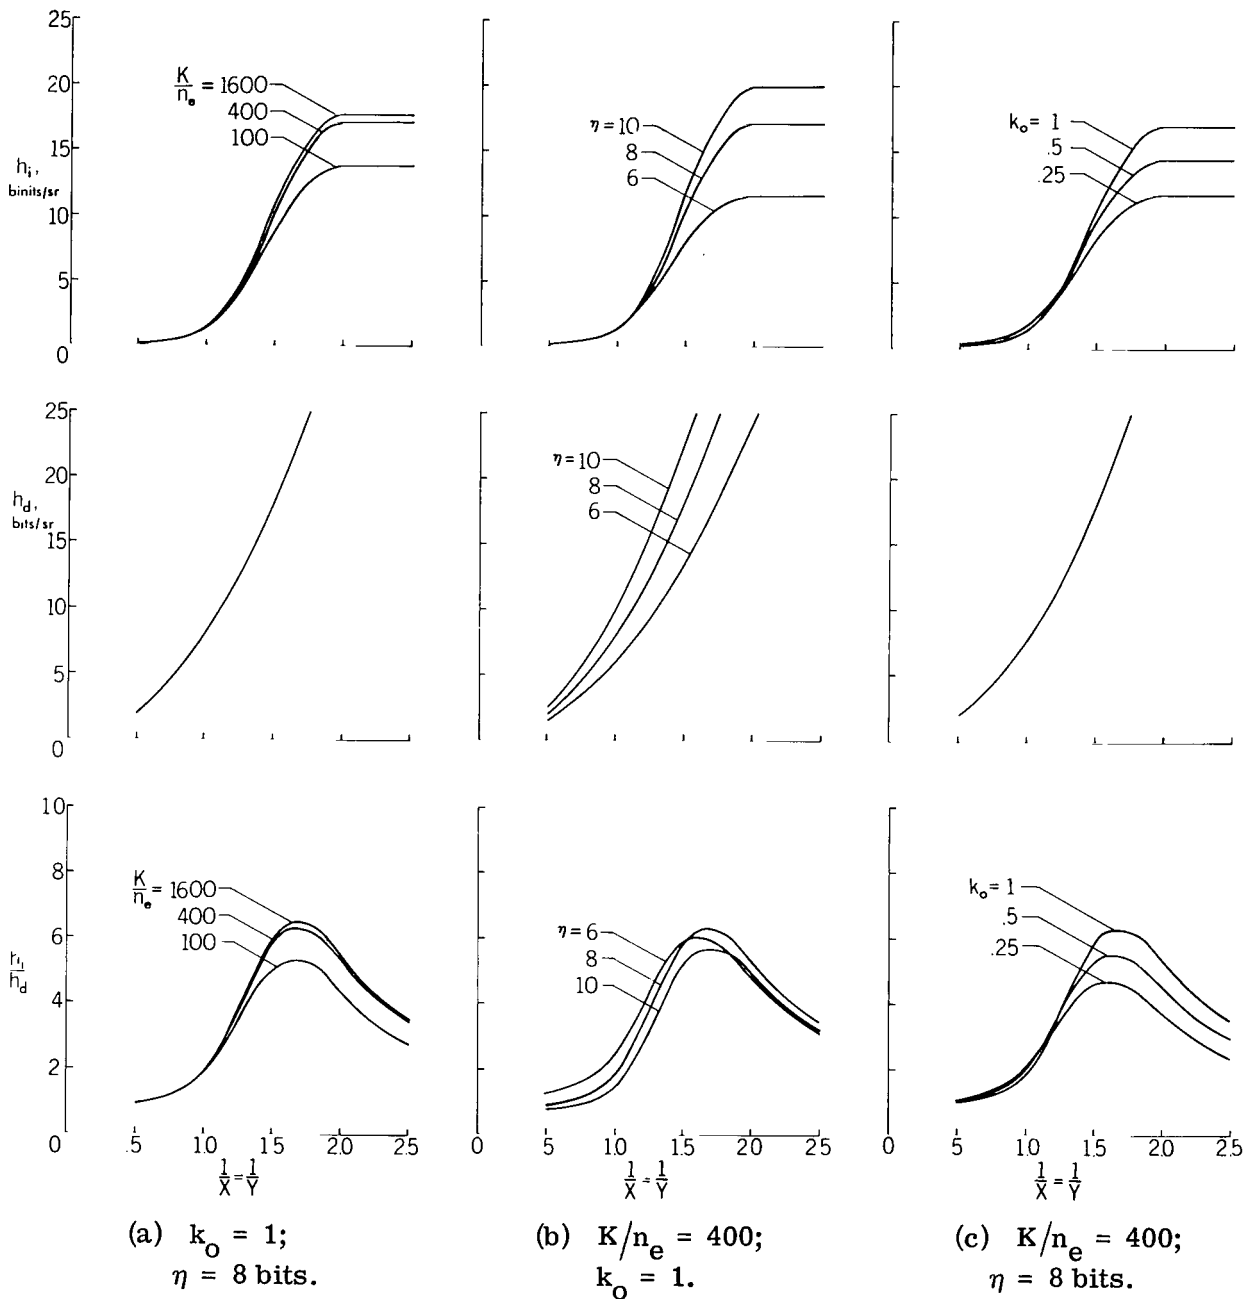 25
20
15
10
5
0
h_i,
binits/sr
K/n_e = 1600
400
100
η = 10
8
6
k_o = 1
.5
.25
25
20
15
10
5
0
h_d,
bits/sr
η = 10
8
6
10
8
6
4
2
0
h_i/h_d
K/n_e = 1600
400
100
η = 6
8
10
k_o = 1
.5
.25
.5 1.0 1.5 2.0 2.5
0 .5 1.0 1.5 2.0 2.5
0 .5 1.0 1.5 2.0 2.5
1/X = 1/Y
1/X = 1/Y
1/X = 1/Y
(a) k_o = 1;
η = 8 bits.
(b) K/n_e = 400;
k_o = 1.
(c) K/n_e = 400;
η = 8 bits.